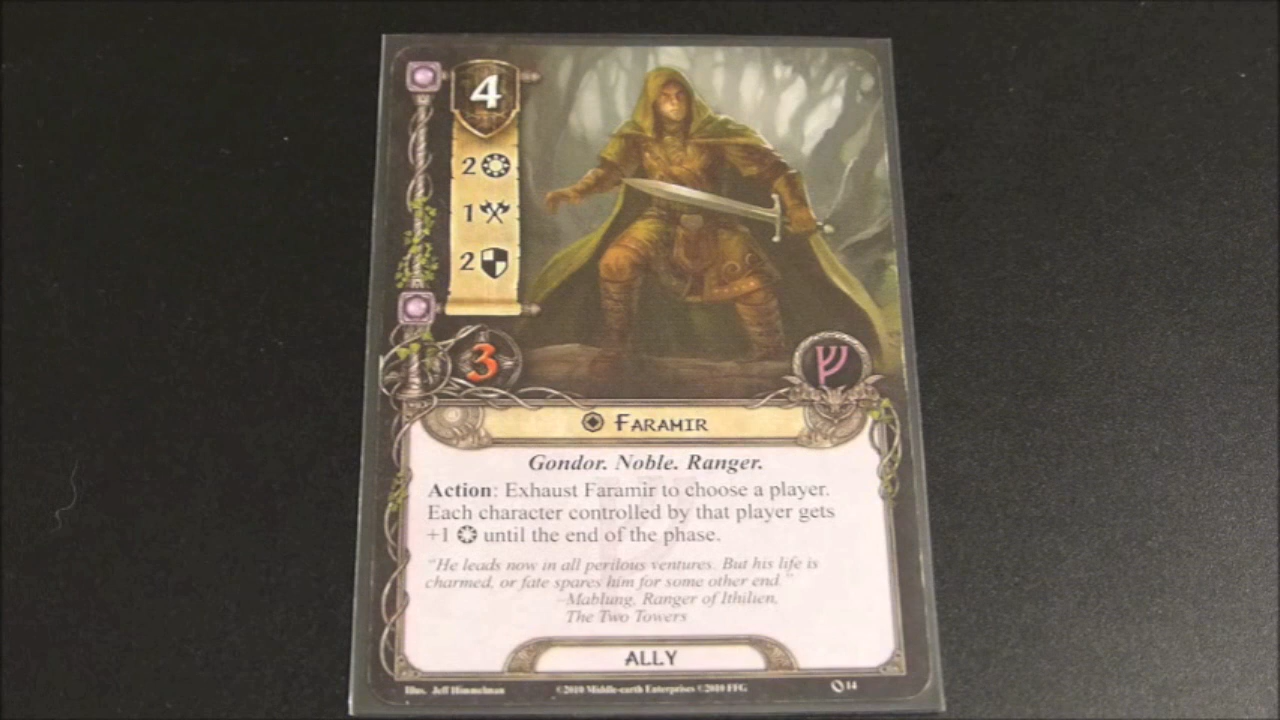 4
2
1
2
3
FARAMIR
Gondor. Noble. Ranger.
Action: Exhaust Faramir to choose a player.
Each character controlled by that player gets
+1 until the end of the phase.
"He leads now in all perilous ventures. But his life is
charmed, or fate spares him for some other end."
–Mablung, Ranger of Ithilien,
The Two Towers
ALLY
Illus. Jeff Himmelman ©2010 Middle-earth Enterprises ©2010 FFG 14